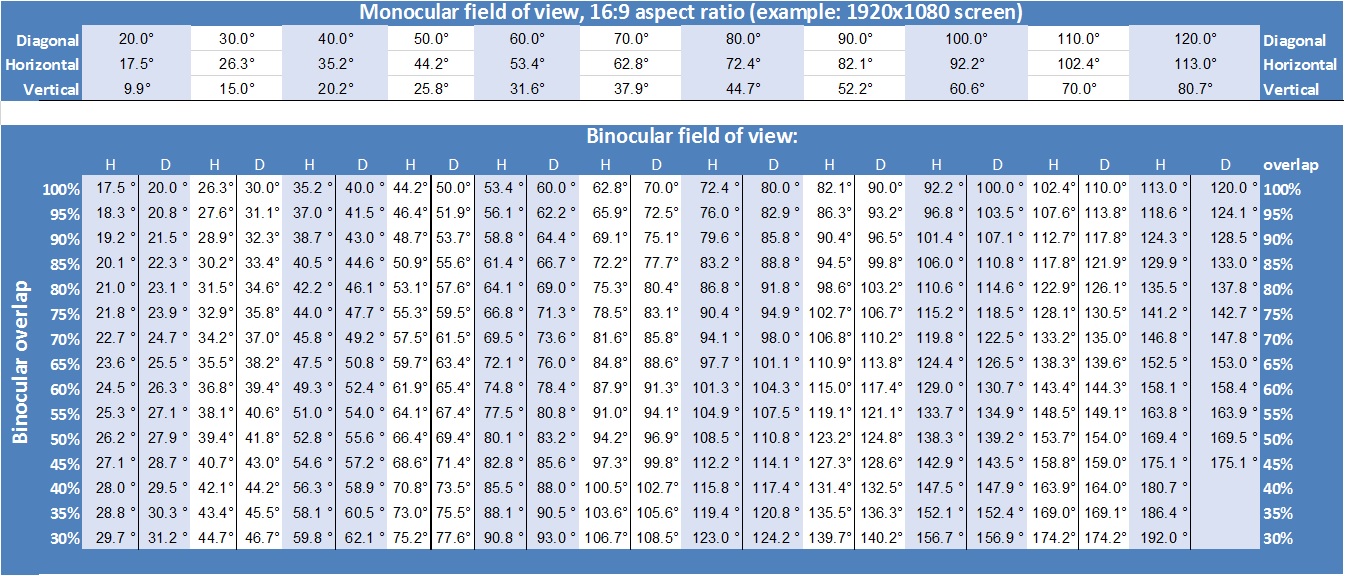 Monocular field of view, 16:9 aspect ratio (example: 1920x1080 screen)
Diagonal 20.0° 30.0° 40.0° 50.0° 60.0° 70.0° 80.0° 90.0° 100.0° 110.0° 120.0° Diagonal
Horizontal 17.5° 26.3° 35.2° 44.2° 53.4° 62.8° 72.4° 82.1° 92.2° 102.4° 113.0° Horizontal
Vertical 9.9° 15.0° 20.2° 25.8° 31.6° 37.9° 44.7° 52.2° 60.6° 70.0° 80.7° Vertical
Binocular field of view:
H D H D H D H D H D H D H D H D H D H D H D overlap
100% 17.5 ° 20.0 ° 26.3° 30.0° 35.2 ° 40.0 ° 44.2° 50.0° 53.4 ° 60.0 ° 62.8° 70.0° 72.4 ° 80.0 ° 82.1° 90.0° 92.2 ° 100.0 ° 102.4° 110.0° 113.0 ° 120.0 ° 100%
95% 18.3 ° 20.8 ° 27.6° 31.1° 37.0 ° 41.5 ° 46.4° 51.9° 56.1 ° 62.2 ° 65.9° 72.5° 76.0 ° 82.9 ° 86.3° 93.2° 96.8 ° 103.5 ° 107.6° 113.8° 118.6 ° 124.1 ° 95%
90% 19.2 ° 21.5 ° 28.9° 32.3° 38.7 ° 43.0 ° 48.7° 53.7° 58.8 ° 64.4 ° 69.1° 75.1° 79.6 ° 85.8 ° 90.4° 96.5° 101.4 ° 107.1 ° 112.7° 117.8° 124.3 ° 128.5 ° 90%
85% 20.1 ° 22.3 ° 30.2° 33.4° 40.5 ° 44.6 ° 50.9° 55.6° 61.4 ° 66.7 ° 72.2° 77.7° 83.2 ° 88.8 ° 94.5° 99.8° 106.0 ° 110.8 ° 117.8° 121.9° 129.9 ° 133.0 ° 85%
80% 21.0 ° 23.1 ° 31.5° 34.6° 42.2 ° 46.1 ° 53.1° 57.6° 64.1 ° 69.0 ° 75.3° 80.4° 86.8 ° 91.8 ° 98.6° 103.2° 110.6 ° 114.6 ° 122.9° 126.1° 135.5 ° 137.8 ° 80%
75% 21.8 ° 23.9 ° 32.9° 35.8° 44.0 ° 47.7 ° 55.3° 59.5° 66.8 ° 71.3 ° 78.5° 83.1° 90.4 ° 94.9 ° 102.7° 106.7° 115.2 ° 118.5 ° 128.1° 130.5° 141.2 ° 142.7 ° 75%
70% 22.7 ° 24.7 ° 34.2° 37.0° 45.8 ° 49.2 ° 57.5° 61.5° 69.5 ° 73.6 ° 81.6° 85.8° 94.1 ° 98.0 ° 106.8° 110.2° 119.8 ° 122.5 ° 133.2° 135.0° 146.8 ° 147.8 ° 70%
65% 23.6 ° 25.5 ° 35.5° 38.2° 47.5 ° 50.8 ° 59.7° 63.4° 72.1 ° 76.0 ° 84.8° 88.6° 97.7 ° 101.1 ° 110.9° 113.8° 124.4 ° 126.5 ° 138.3° 139.6° 152.5 ° 153.0 ° 65%
60% 24.5 ° 26.3 ° 36.8° 39.4° 49.3 ° 52.4 ° 61.9° 65.4° 74.8 ° 78.4 ° 87.9° 91.3° 101.3 ° 104.3 ° 115.0° 117.4° 129.0 ° 130.7 ° 143.4° 144.3° 158.1 ° 158.4 ° 60%
55% 25.3 ° 27.1 ° 38.1° 40.6° 51.0 ° 54.0 ° 64.1° 67.4° 77.5 ° 80.8 ° 91.0° 94.1° 104.9 ° 107.5 ° 119.1° 121.1° 133.7 ° 134.9 ° 148.5° 149.1° 163.8 ° 163.9 ° 55%
50% 26.2 ° 27.9 ° 39.4° 41.8° 52.8 ° 55.6 ° 66.4° 69.4° 80.1 ° 83.2 ° 94.2° 96.9° 108.5 ° 110.8 ° 123.2° 124.8° 138.3 ° 139.2 ° 153.7° 154.0° 169.4 ° 169.5 ° 50%
45% 27.1 ° 28.7 ° 40.7° 43.0° 54.6 ° 57.2 ° 68.6° 71.4° 82.8 ° 85.6 ° 97.3° 99.8° 112.2 ° 114.1 ° 127.3° 128.6° 142.9 ° 143.5 ° 158.8° 159.0° 175.1 ° 175.1 ° 45%
40% 28.0 ° 29.5 ° 42.1° 44.2° 56.3 ° 58.9 ° 70.8° 73.5° 85.5 ° 88.0 ° 100.5° 102.7° 115.8 ° 117.4 ° 131.4° 132.5° 147.5 ° 147.9 ° 163.9° 164.0° 180.7 ° 40%
35% 28.8 ° 30.3 ° 43.4° 45.5° 58.1 ° 60.5 ° 73.0° 75.5° 88.1 ° 90.5 ° 103.6° 105.6° 119.4 ° 120.8 ° 135.5° 136.3° 152.1 ° 152.4 ° 169.0° 169.1° 186.4 ° 35%
30% 29.7 ° 31.2 ° 44.7° 46.7° 59.8 ° 62.1 ° 75.2° 77.6° 90.8 ° 93.0 ° 106.7° 108.5° 123.0 ° 124.2 ° 139.7° 140.2° 156.7 ° 156.9 ° 174.2° 174.2° 192.0 ° 30%
Binocular overlap